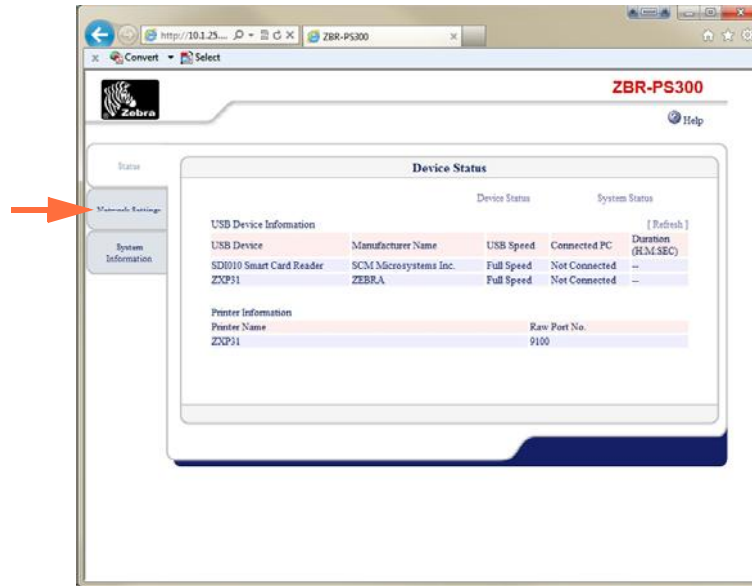 http://10.1.25...
ZBR-PS300
Convert
Select
ZBR-PS300
Zebra
Help
Status
Device Status
Device Status System Status
Network Settings
USB Device Information [ Refresh ]
System
Information
USB Device Manufacturer Name USB Speed Connected PC Duration
(H.M.SEC)
SDI010 Smart Card Reader SCM Microsystems Inc. Full Speed Not Connected --
ZXP31 ZEBRA Full Speed Not Connected --
Printer Information
Printer Name Raw Port No.
ZXP31 9100